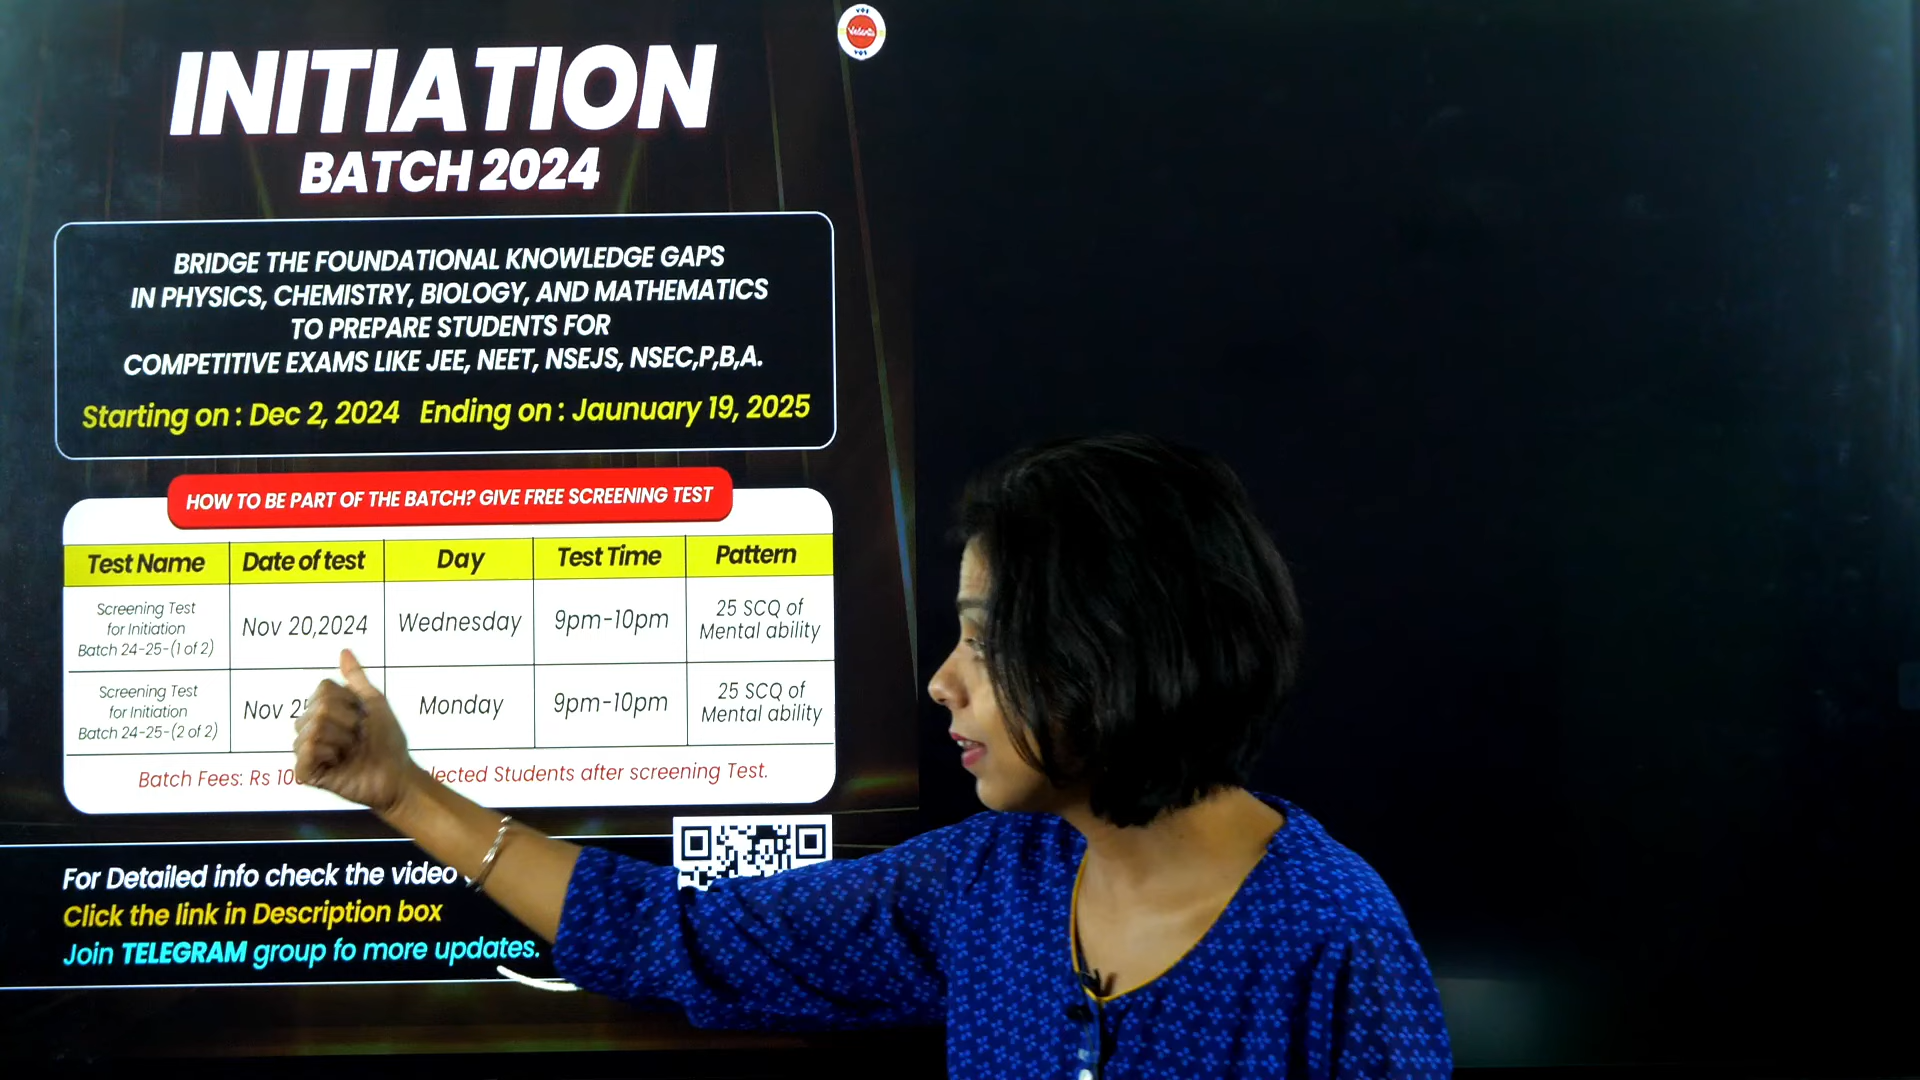 INITIATION
BATCH 2024
BRIDGE THE FOUNDATIONAL KNOWLEDGE GAPS
IN PHYSICS, CHEMISTRY, BIOLOGY, AND MATHEMATICS
TO PREPARE STUDENTS FOR
COMPETITIVE EXAMS LIKE JEE, NEET, NSEJS, NSEC,P,B,A.
Starting on : Dec 2, 2024 Ending on : Jaunuary 19, 2025
HOW TO BE PART OF THE BATCH? GIVE FREE SCREENING TEST
Test Name Date of test Day Test Time Pattern
Screening Test
for Initiation
Batch 24-25-(1 of 2)
Nov 20,2024
Wednesday
9pm-10pm
25 SCQ of
Mental ability
Screening Test
for Initiation
Batch 24-25-(2 of 2)
Nov
Monday
9pm-10pm
25 SCQ of
Mental ability
Batch Fees: Rs Students after screening Test.
For Detailed info check the video
Click the link in Description box
Join TELEGRAM group fo more updates.